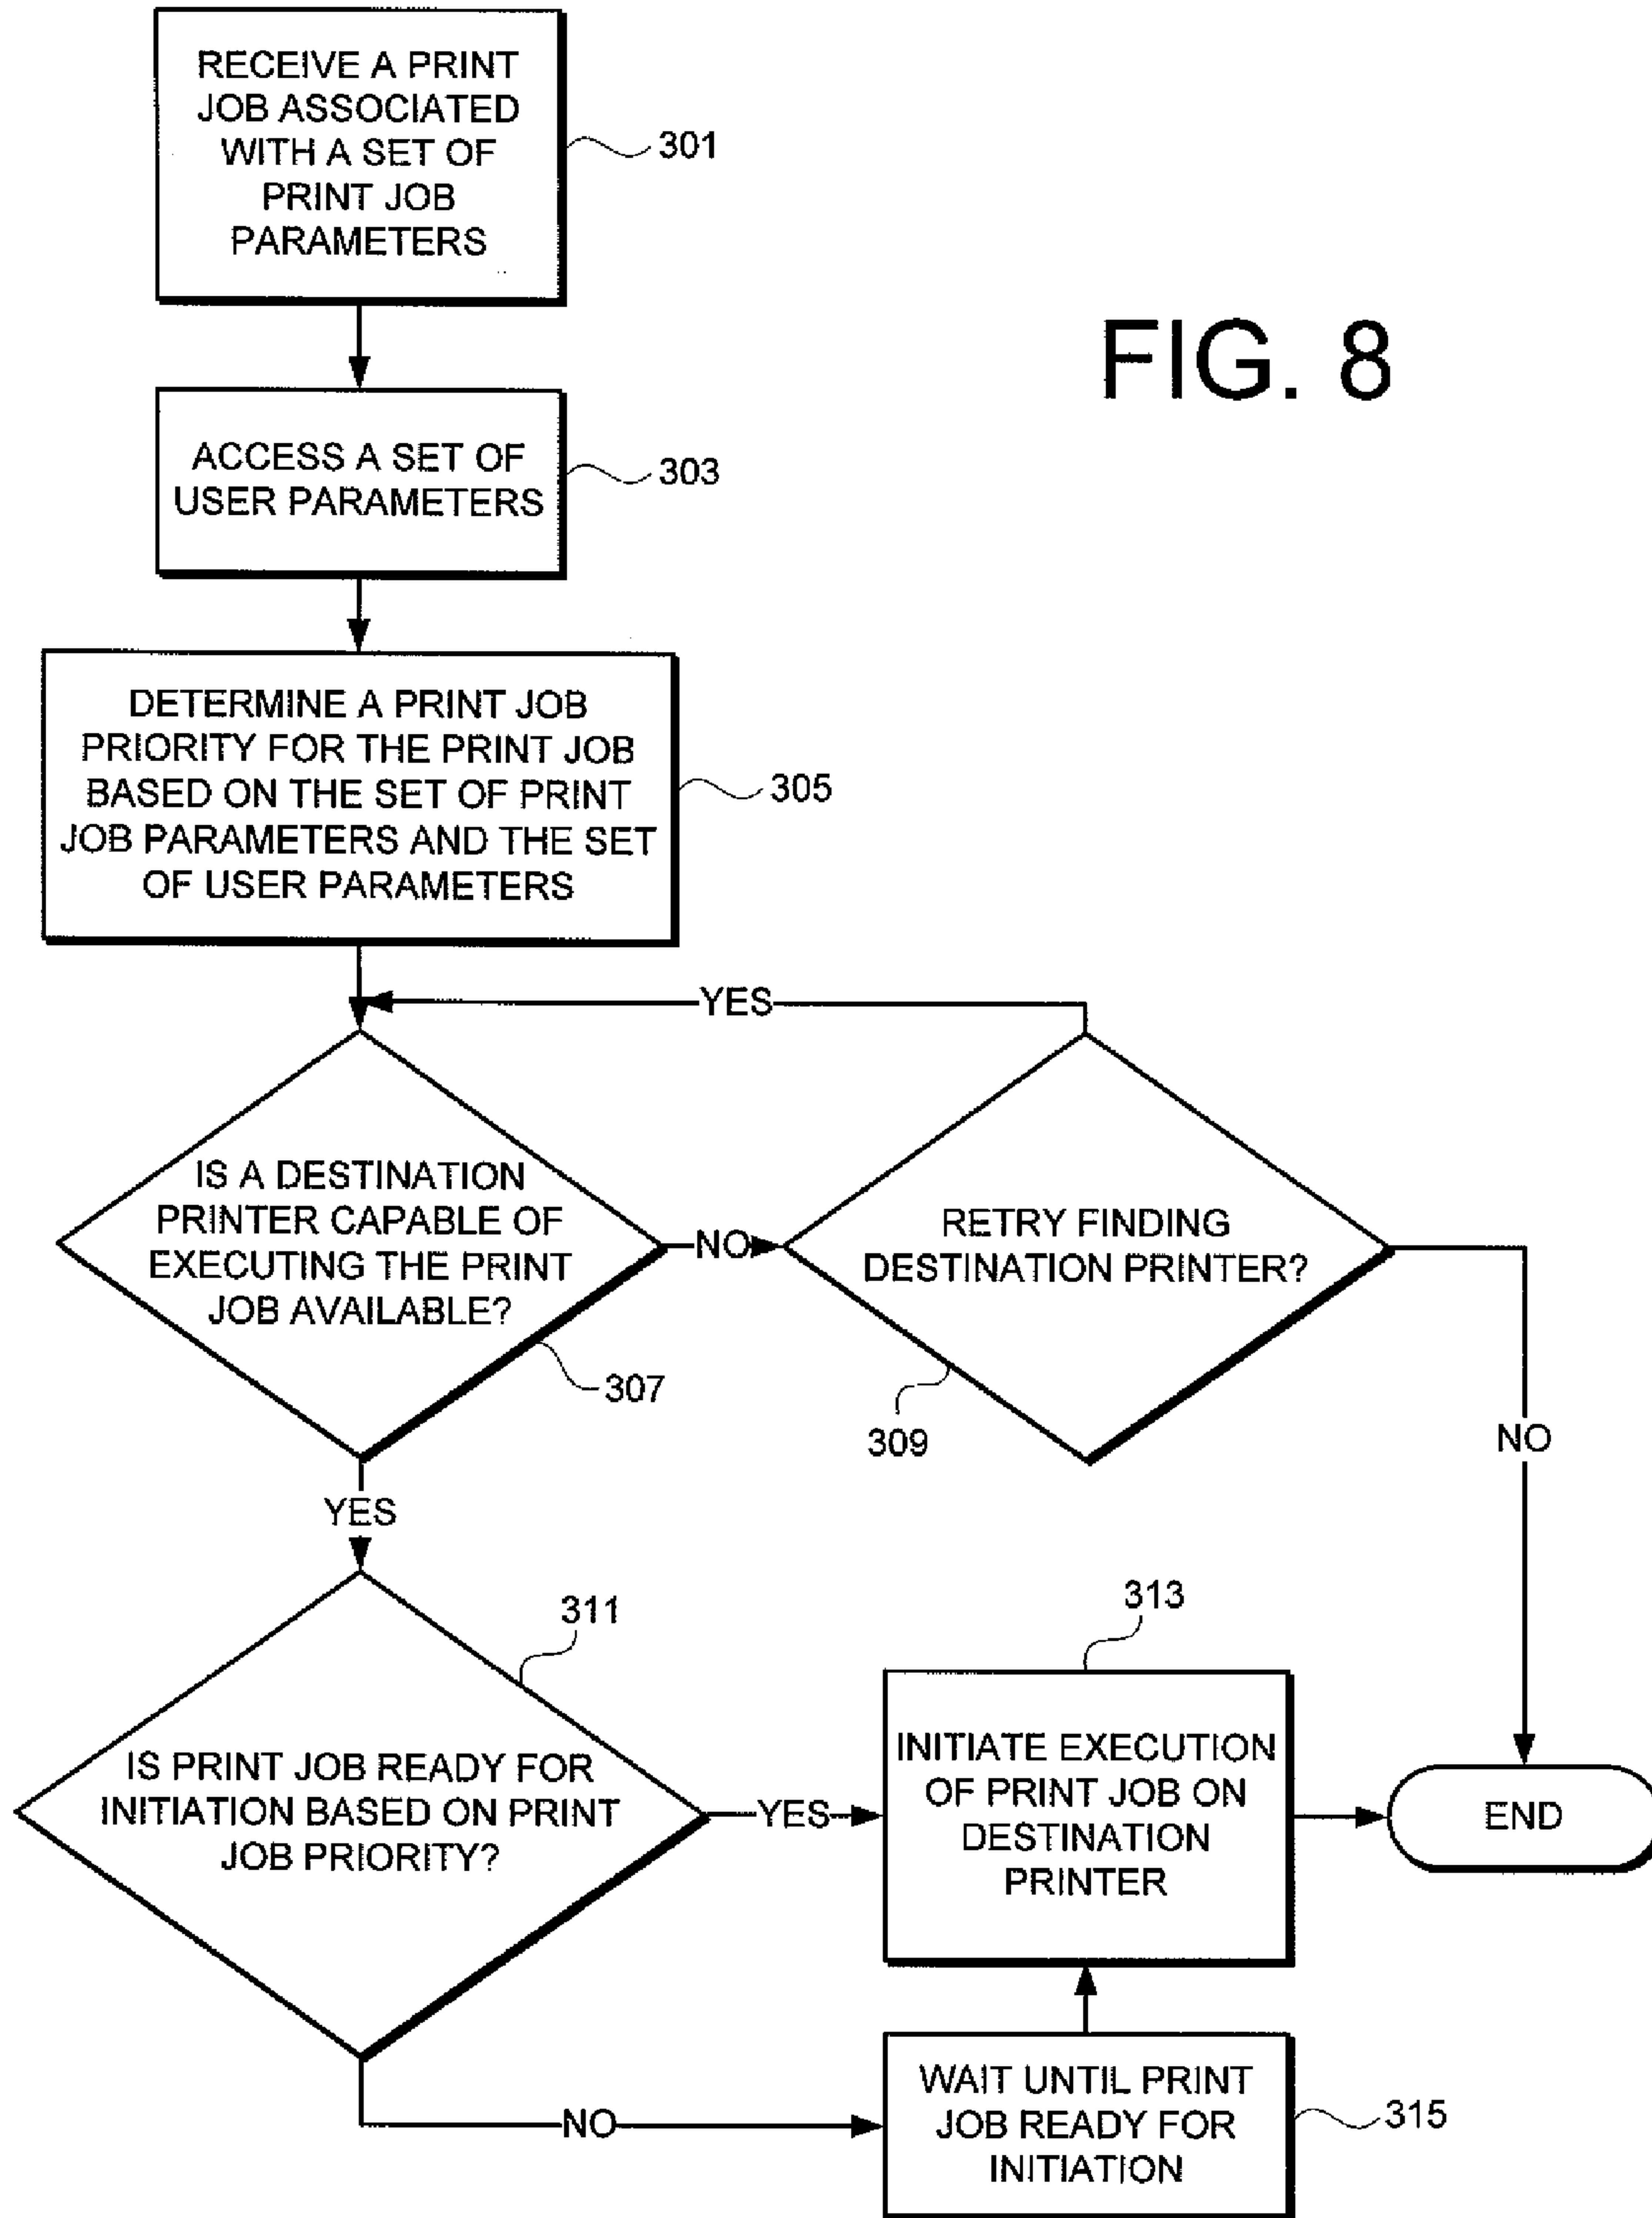 RECEIVE A PRINT
JOB ASSOCIATED
WITH A SET OF
PRINT JOB
PARAMETERS
301
FIG. 8
ACCESS A SET OF
USER PARAMETERS
303
DETERMINE A PRINT JOB
PRIORITY FOR THE PRINT JOB
BASED ON THE SET OF PRINT
JOB PARAMETERS AND THE SET
OF USER PARAMETERS
305
YES
IS A DESTINATION
PRINTER CAPABLE OF
EXECUTING THE PRINT
JOB AVAILABLE?
307
NO
RETRY FINDING
DESTINATION PRINTER?
309
NO
YES
311
IS PRINT JOB READY FOR
INITIATION BASED ON PRINT
JOB PRIORITY?
YES
313
INITIATE EXECUTION
OF PRINT JOB ON
DESTINATION
PRINTER
END
NO
WAIT UNTIL PRINT
JOB READY FOR
INITIATION
315